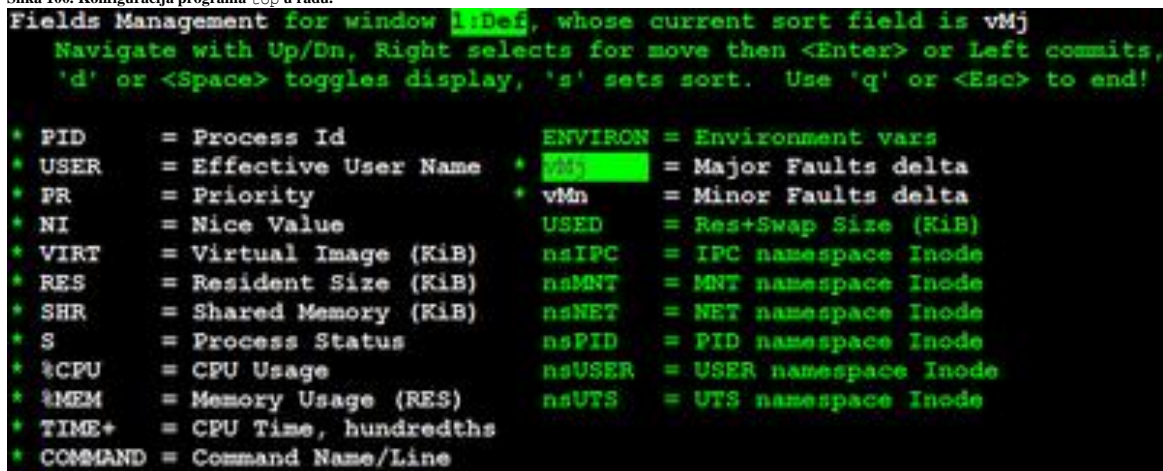 Slika 100. Konfiguracija programa top u radu.
Fields Management for window 1:Def, whose current sort field is vMj
Navigate with Up/Dn, Right selects for move then <Enter> or Left commits,
'd' or <Space> toggles display, 's' sets sort. Use 'q' or <Esc> to end!
* PID = Process Id ENVIRON = Environment vars
* USER = Effective User Name * vMj = Major Faults delta
* PR = Priority * vMn = Minor Faults delta
* NI = Nice Value USED = Res+Swap Size (KiB)
* VIRT = Virtual Image (KiB) nsIPC = IPC namespace Inode
* RES = Resident Size (KiB) nsMNT = MNT namespace Inode
* SHR = Shared Memory (KiB) nsNET = NET namespace Inode
* S = Process Status nsPID = PID namespace Inode
* %CPU = CPU Usage nsUSER = USER namespace Inode
* %MEM = Memory Usage (RES) nsUTS = UTS namespace Inode
* TIME+ = CPU Time, hundredths
* COMMAND = Command Name/Line